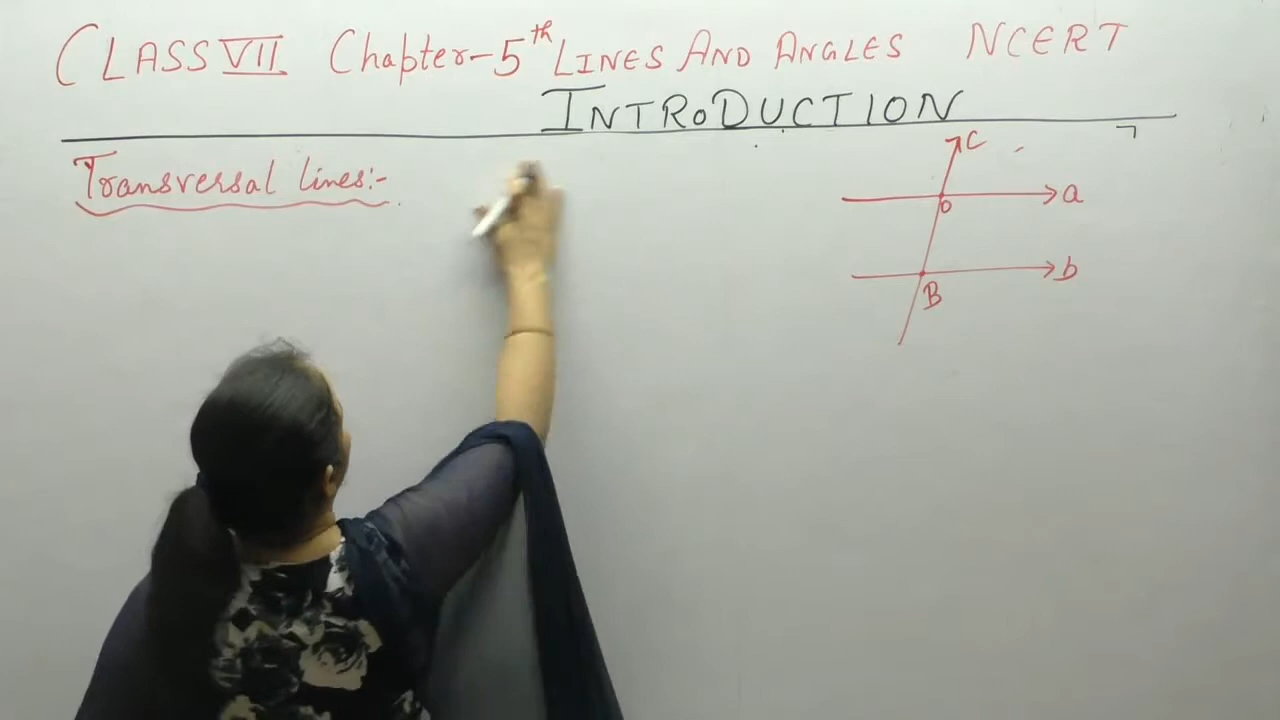 CLASS VII Chapter-5th LINES AND ANGLES NCERT
INTRODUCTION
Transversal lines:-
C
a
O
b
B